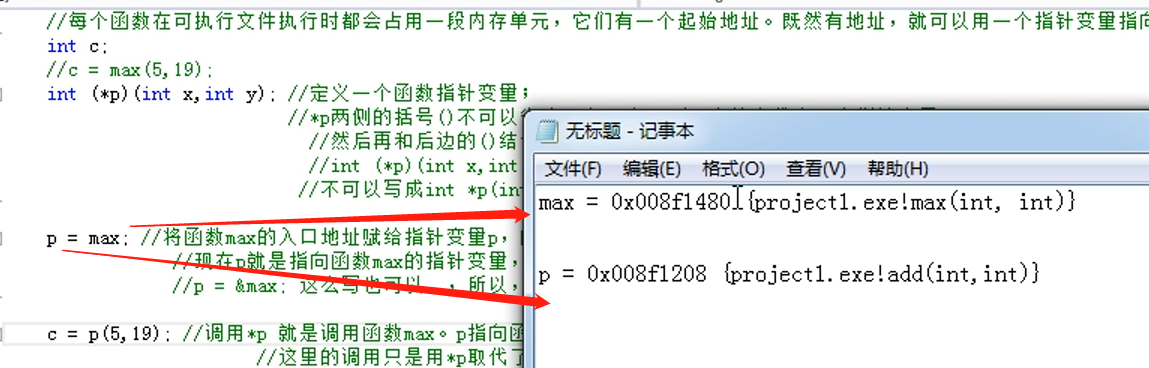 //每个函数在可执行文件执行时都会占用一段内存单元，它们有一个起始地址。既然有地址，就可以用一个指针变量指向
int c;
//c = max(5,19);
int (*p)(int x,int y); //定义一个函数指针变量；
//*p两侧的括号()不可以
//然后再和后边的()结
//int (*p)(int x,int
//不可以写成int *p(int
p = max; //将函数max的入口地址赋给指针变量p，
//现在p就是指向函数max的指针变量，
//p = &max; 这么写也可以 ，所以，
c = p(5,19); //调用*p 就是调用函数max。p指向函
//这里的调用只是用*p取代了
无标题 - 记事本
文件(F) 编辑(E) 格式(O) 查看(V) 帮助(H)
max = 0x008f1480 {project1.exe!max(int, int)}
p = 0x008f1208 {project1.exe!add(int,int)}